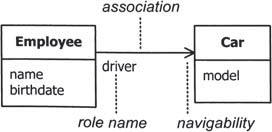 association
Employee
Car
name
birthdate
driver
model
role name
navigability